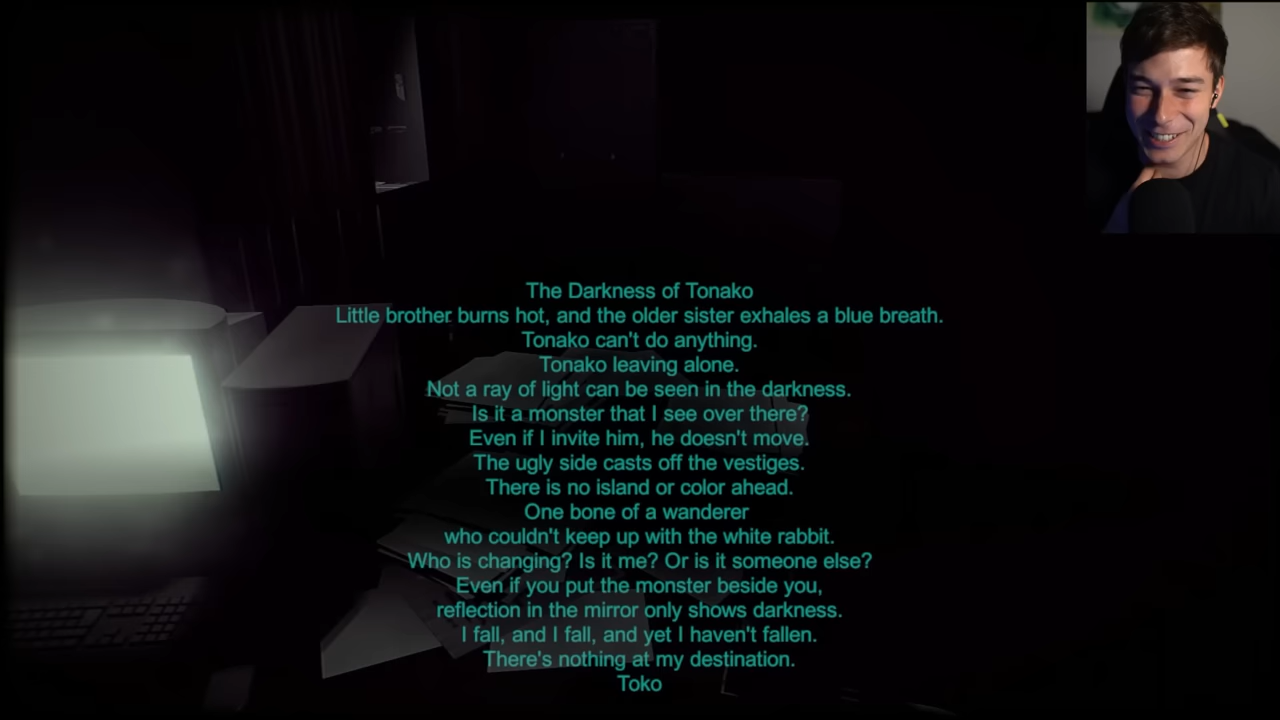 The Darkness of Tonako
Little brother burns hot, and the older sister exhales a blue breath.
Tonako can't do anything.
Tonako leaving alone.
Not a ray of light can be seen in the darkness.
Is it a monster that I see over there?
Even if I invite him, he doesn't move.
The ugly side casts off the vestiges.
There is no island or color ahead.
One bone of a wanderer
who couldn't keep up with the white rabbit.
Who is changing? Is it me? Or is it someone else?
Even if you put the monster beside you,
reflection in the mirror only shows darkness.
I fall, and I fall, and yet I haven't fallen.
There's nothing at my destination.
Toko